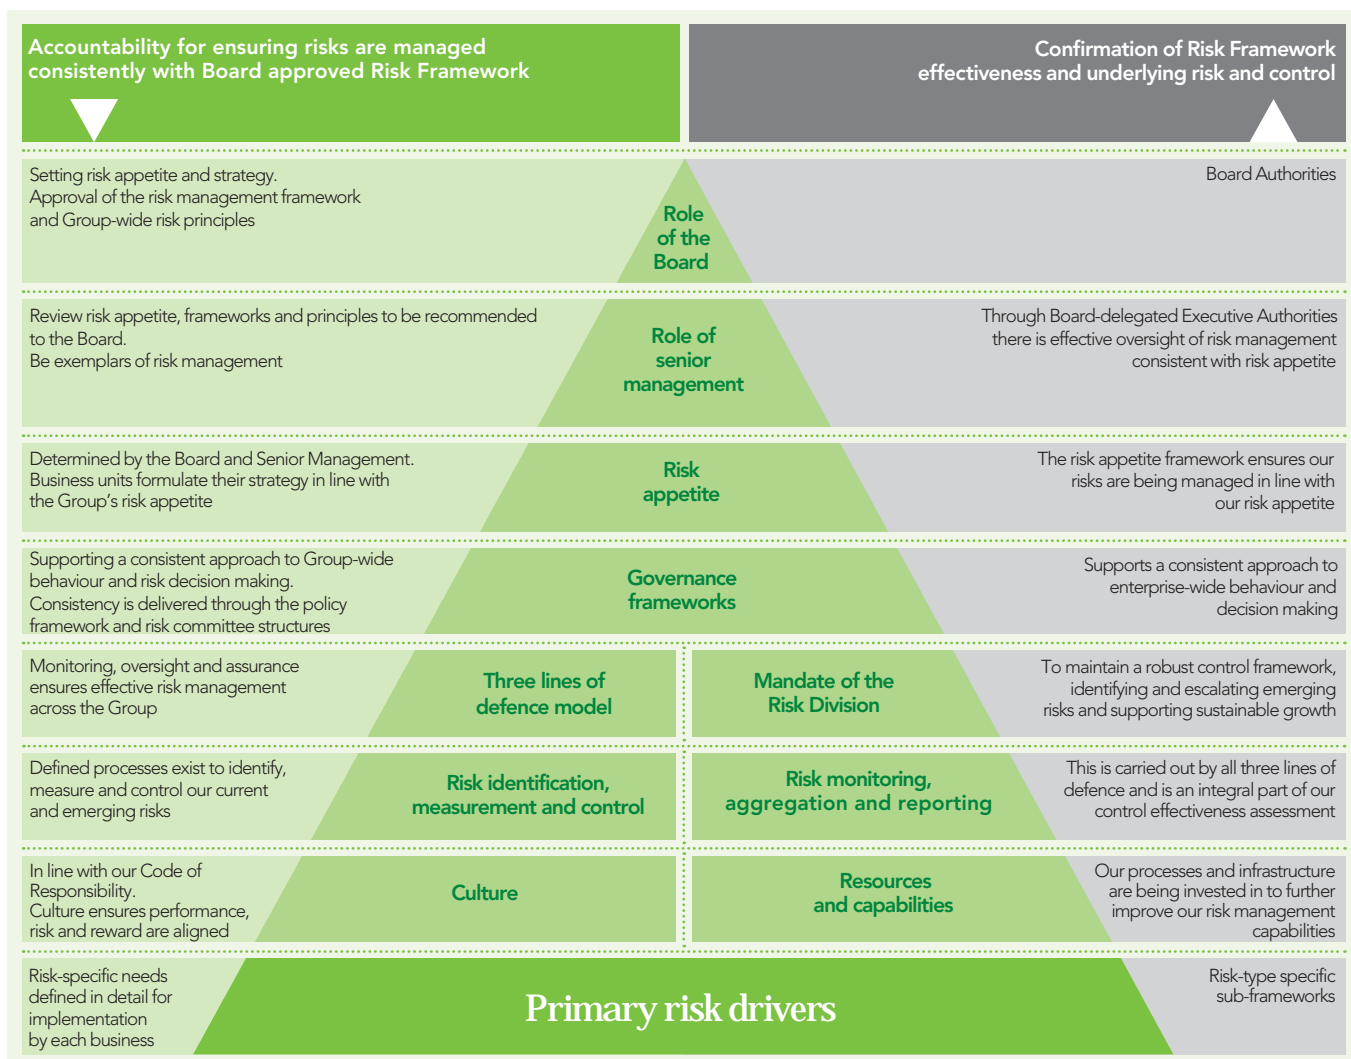 Accountability for ensuring risks are managed
consistently with Board approved Risk Framework
Confirmation of Risk Framework
effectiveness and underlying risk and control
Setting risk appetite and strategy.
Approval of the risk management framework
and Group-wide risk principles
Role
of the
Board
Board Authorities
Review risk appetite, frameworks and principles to be recommended
to the Board.
Be exemplars of risk management
Role of
senior
management
Through Board-delegated Executive Authorities
there is effective oversight of risk management
consistent with risk appetite
Determined by the Board and Senior Management.
Business units formulate their strategy in line with
the Group's risk appetite
Risk
appetite
The risk appetite framework ensures our
risks are being managed in line with
our risk appetite
Supporting a consistent approach to Group-wide
behaviour and risk decision making.
Consistency is delivered through the policy
framework and risk committee structures
Governance
frameworks
Supports a consistent approach to
enterprise-wide behaviour and
decision making
Monitoring, oversight and assurance
ensures effective risk management
across the Group
Three lines of
defence model
Mandate of the
Risk Division
To maintain a robust control framework,
identifying and escalating emerging
risks and supporting sustainable growth
Defined processes exist to identify,
measure and control our current
and emerging risks
Risk identification,
measurement and control
Risk monitoring,
aggregation and reporting
This is carried out by all three lines of
defence and is an integral part of our
control effectiveness assessment
In line with our Code of
Responsibility.
Culture ensures performance,
risk and reward are aligned
Culture
Resources
and capabilities
Our processes and infrastructure
are being invested in to further
improve our risk management
capabilities
Risk-specific needs
defined in detail for
implementation
by each business
Primary risk drivers
Risk-type specific
sub-frameworks